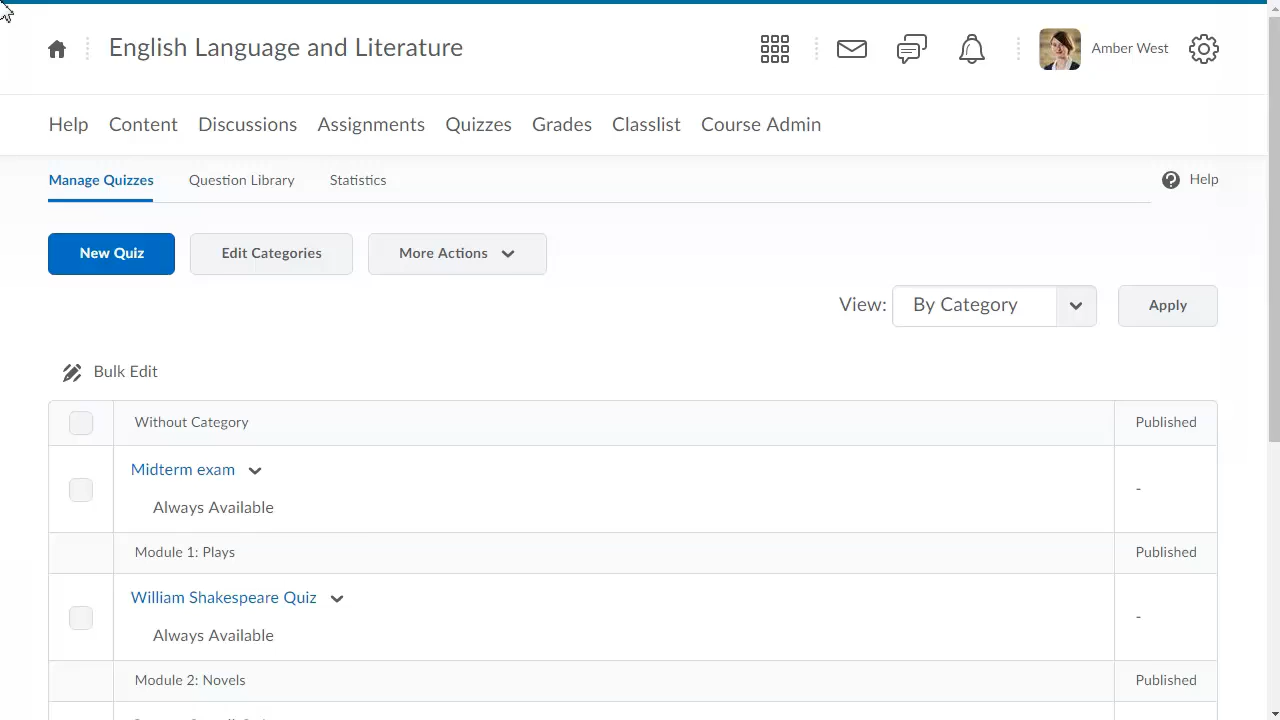 English Language and Literature
Amber West
Help Content Discussions Assignments Quizzes Grades Classlist Course Admin
Manage Quizzes Question Library Statistics
Help
New Quiz Edit Categories More Actions
View: By Category Apply
Bulk Edit
Without Category Published
Midterm exam
Always Available
-
Module 1: Plays Published
William Shakespeare Quiz
Always Available
-
Module 2: Novels Published